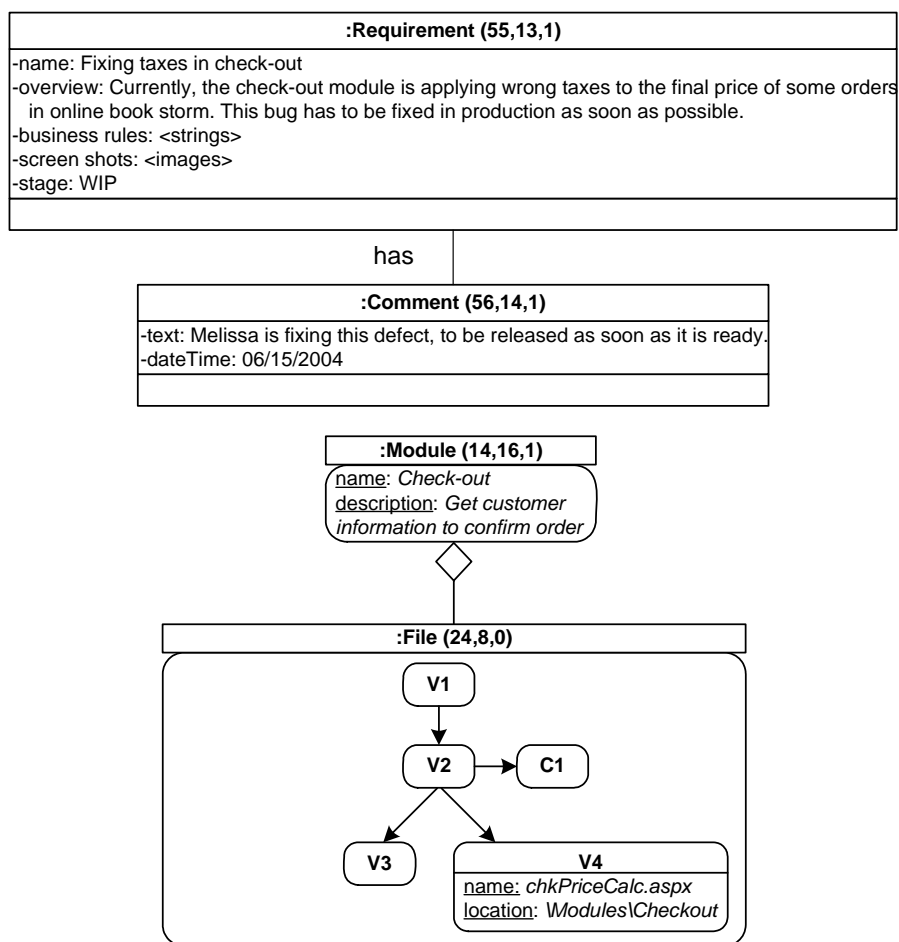 :Requirement (55,13,1)
-name: Fixing taxes in check-out
-overview: Currently, the check-out module is applying wrong taxes to the final price of some orders
in online book storm. This bug has to be fixed in production as soon as possible.
-business rules: <strings>
-screen shots: <images>
-stage: WIP
has
:Comment (56,14,1)
-text: Melissa is fixing this defect, to be released as soon as it is ready.
-dateTime: 06/15/2004
:Module (14,16,1)
name: Check-out
description: Get customer
information to confirm order
:File (24,8,0)
V1
V2
C1
V3
V4
name: chkPriceCalc.aspx
location: \Modules\Checkout